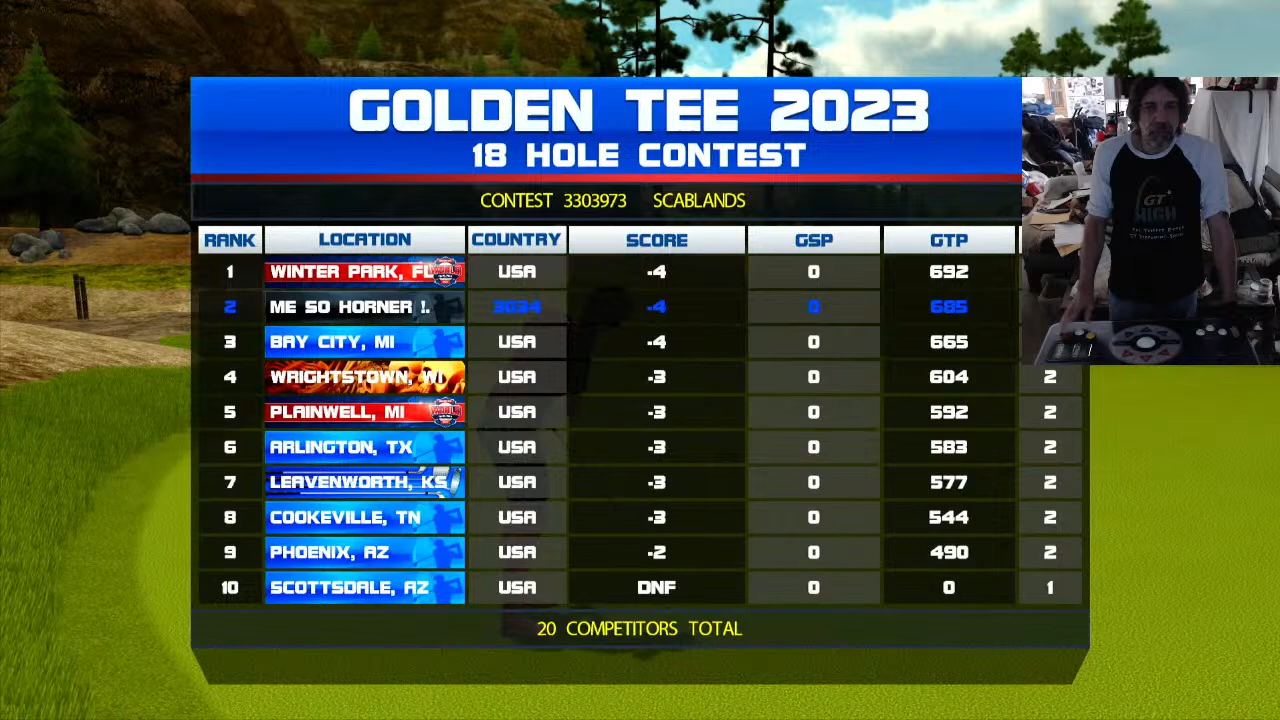 GOLDEN TEE 2023
18 HOLE CONTEST
CONTEST 3303973 SCABLANDS
RANK LOCATION COUNTRY SCORE GSP GTP
1 WINTER PARK, FL USA -4 0 692
2 ME SO HORNER !. 3034 -4 0 685
3 BAY CITY, MI USA -4 0 665
4 WRIGHTSTOWN, WI USA -3 0 604 2
5 PLAINWELL, MI USA -3 0 592 2
6 ARLINGTON, TX USA -3 0 583 2
7 LEAVENWORTH, KS USA -3 0 577 2
8 COOKEVILLE, TN USA -3 0 544 2
9 PHOENIX, AZ USA -2 0 490 2
10 SCOTTSDALE, AZ USA DNF 0 0 1
20 COMPETITORS TOTAL
GT
HIGH